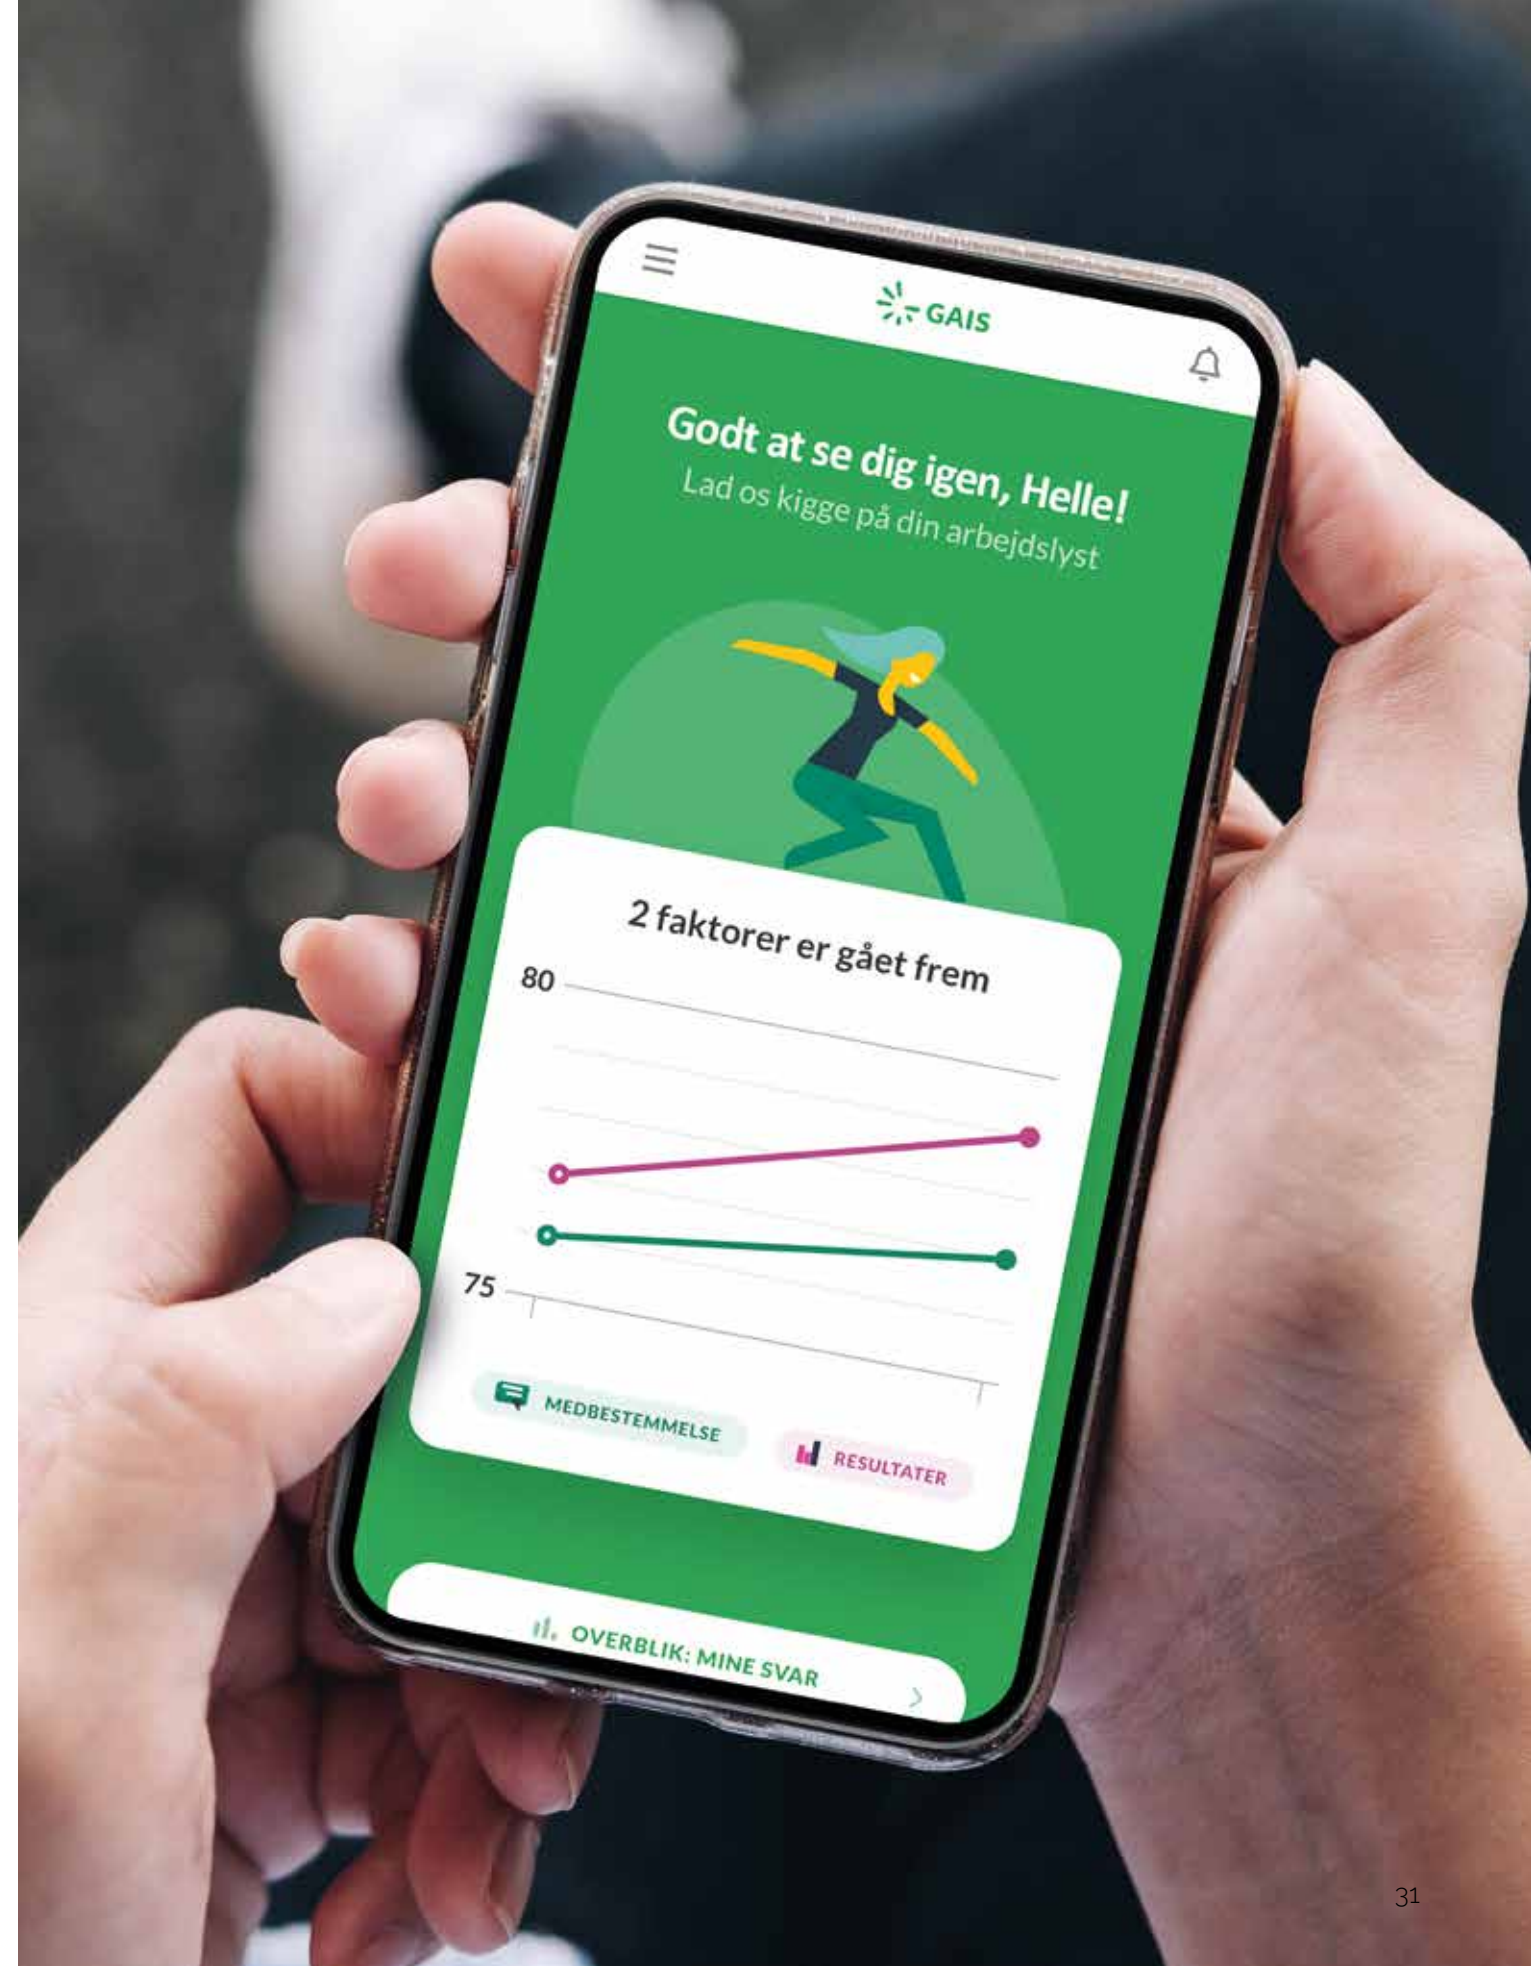 GAIS
Godt at se dig igen, Helle!
Lad os kigge på din arbejdslyst
2 faktorer er gået frem
80
75
MEDBESTEMMELSE
RESULTATER
OVERBLIK: MINE SVAR
31